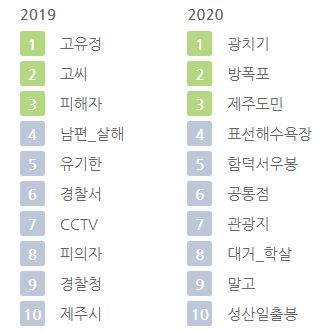 2019 2020
1 고유정 1 광치기
2 고씨 2 방폭포
3 피해자 3 제주도민
4 남편_살해 4 표선해수욕장
5 유기한 5 함덕서우봉
6 경찰서 6 공통점
7 CCTV 7 관광지
8 피의자 8 대거_학살
9 경찰청 9 말고
10 제주시 10 성산일출봉